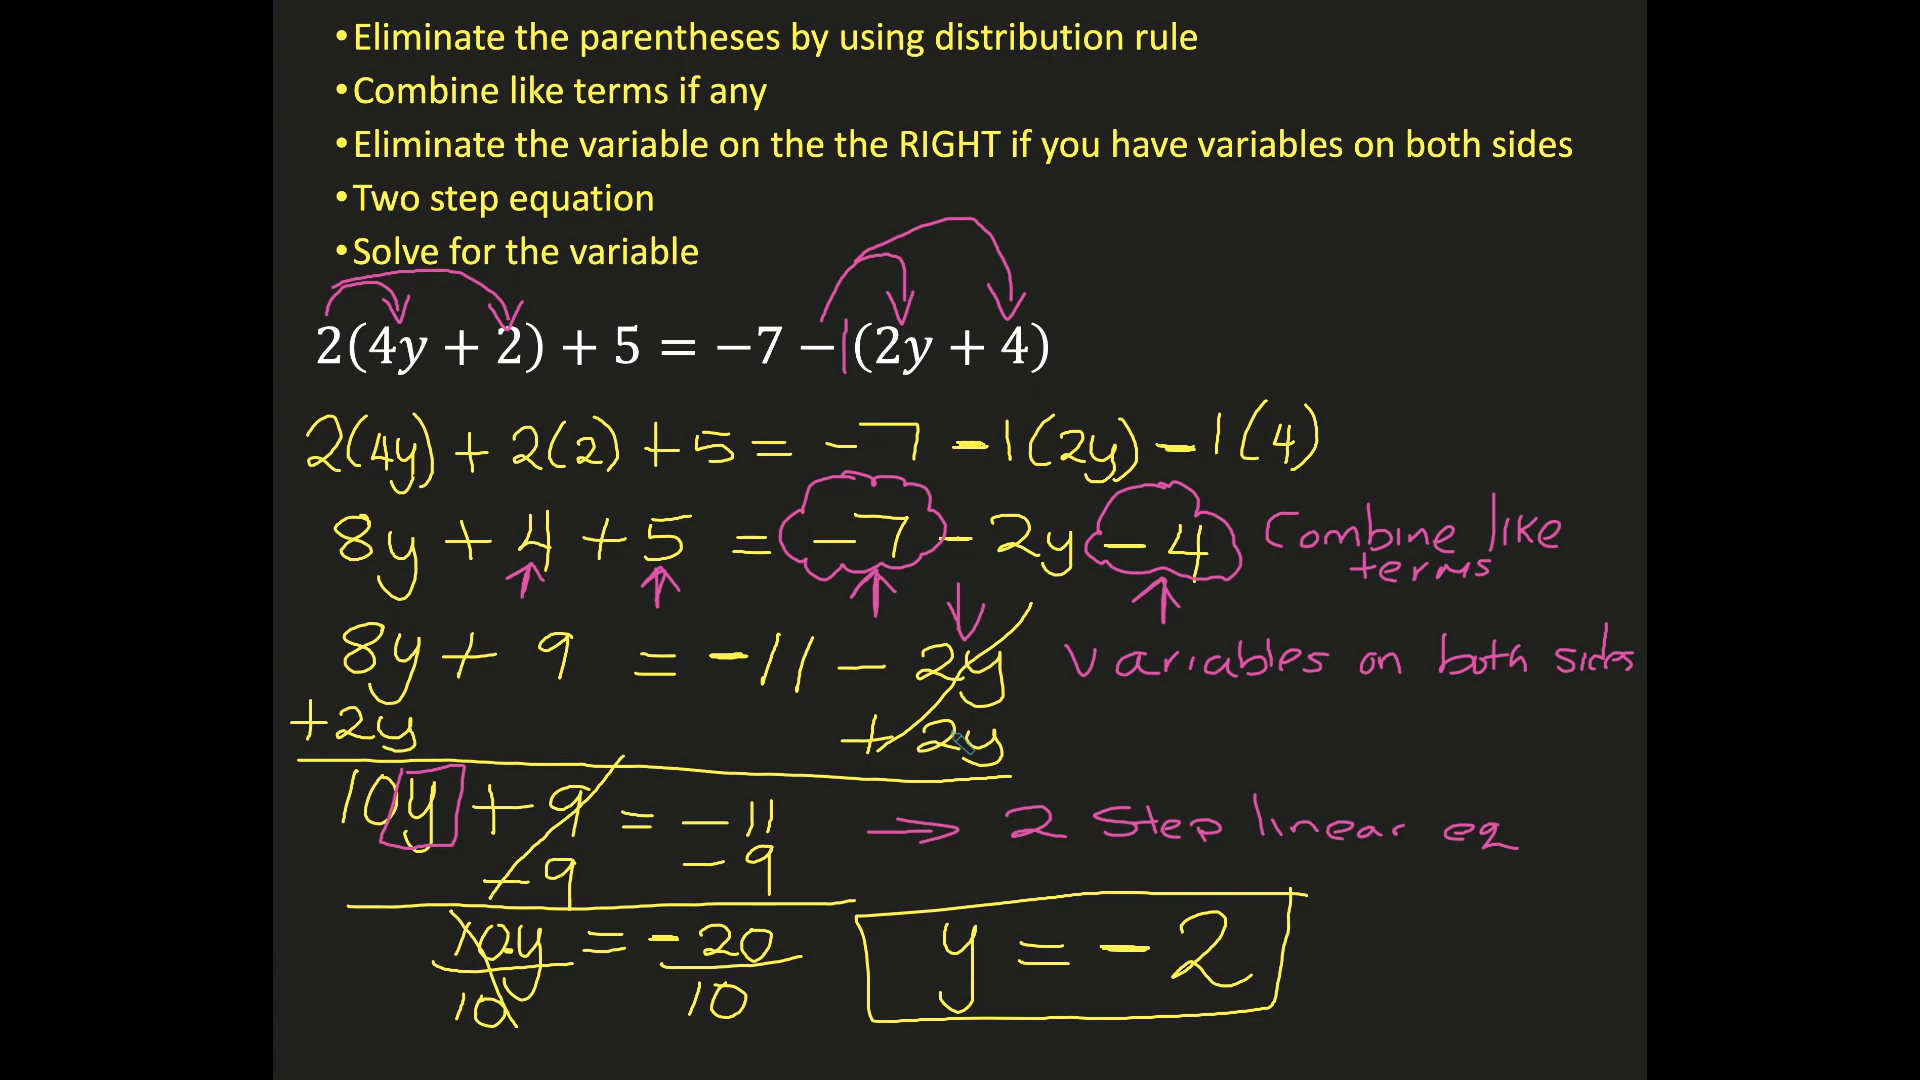 •Eliminate the parentheses by using distribution rule
•Combine like terms if any
•Eliminate the variable on the the RIGHT if you have variables on both sides
•Two step equation
•Solve for the variable
2(4y + 2) + 5 = −7 −1(2y + 4)
2(4y) + 2(2) + 5 = −7 −1(2y) −1(4)
8y + 4 + 5 = −7 − 2y − 4 Combine like
terms
8y + 9 = −11 − 2y Variables on both sides
+2y +2y
10y + 9 = −11 → 2 Step linear eq
−9 −9
10y = −20 y = −2
10 10